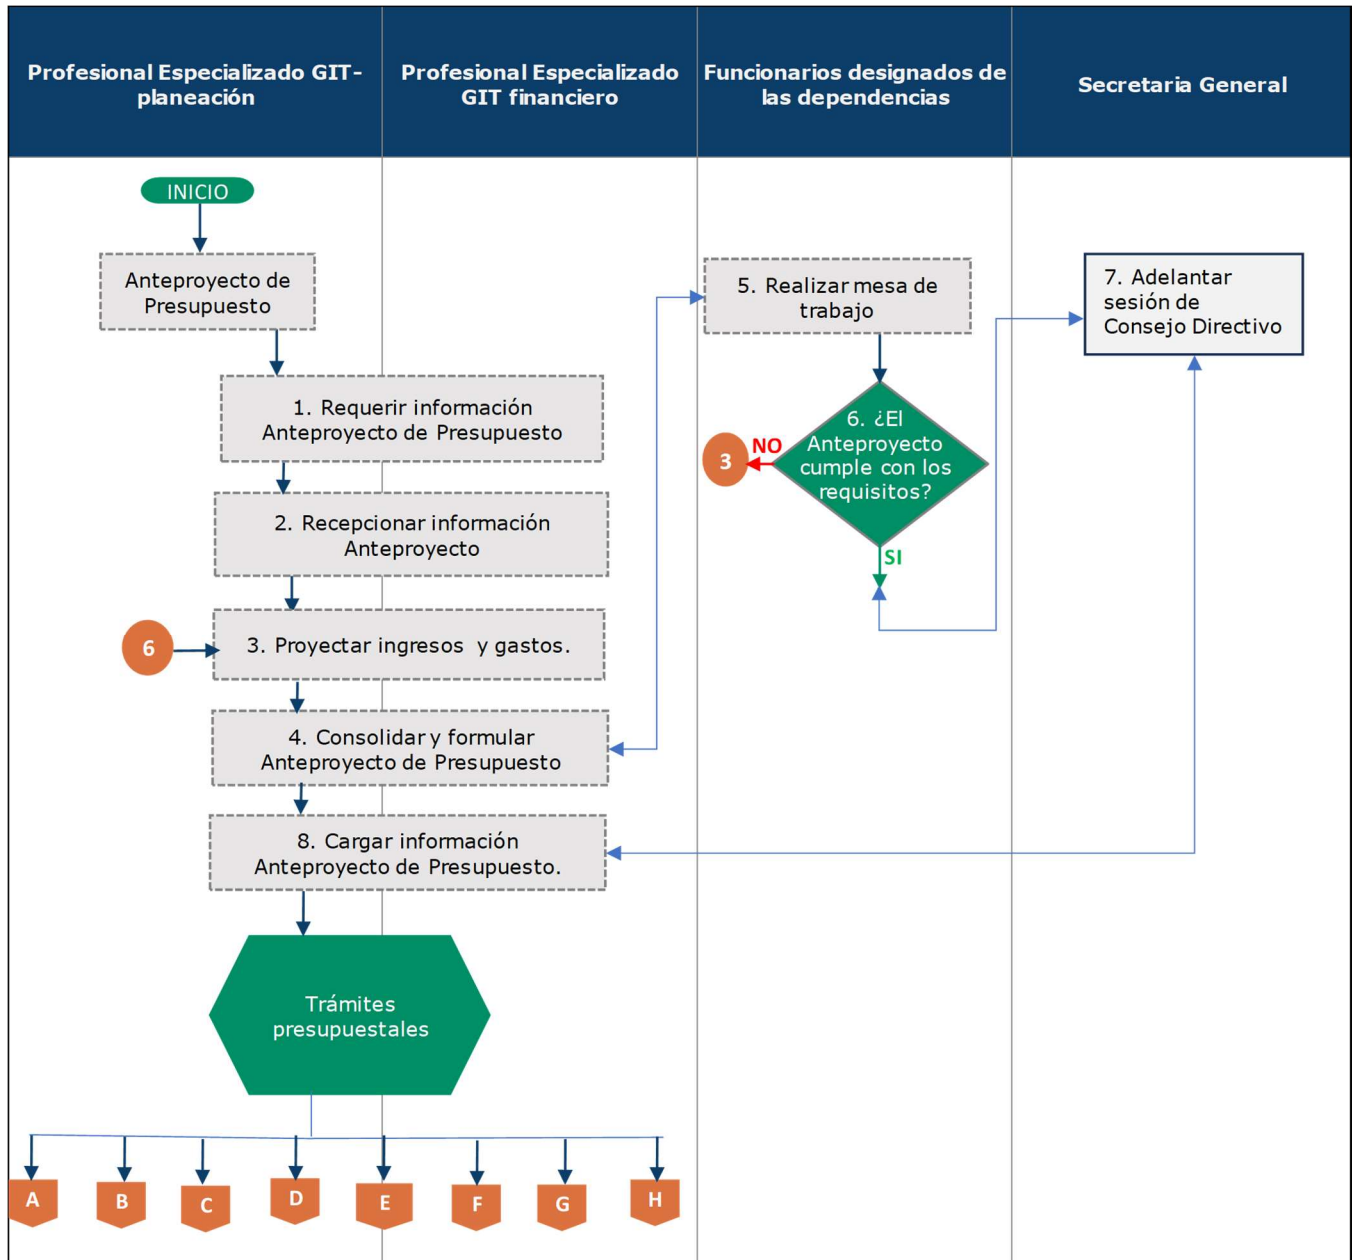 Profesional Especializado GIT-
planeación
Profesional Especializado
GIT financiero
Funcionarios designados de
las dependencias
Secretaria General
INICIO
Anteproyecto de
Presupuesto
1. Requerir información
Anteproyecto de Presupuesto
2. Recepcionar información
Anteproyecto
6
3. Proyectar ingresos y gastos.
4. Consolidar y formular
Anteproyecto de Presupuesto
5. Realizar mesa de
trabajo
6. ¿El
Anteproyecto
cumple con los
requisitos?
NO
3
SI
7. Adelantar
sesión de
Consejo Directivo
8. Cargar información
Anteproyecto de Presupuesto.
Trámites
presupuestales
A
B
C
D
E
F
G
H